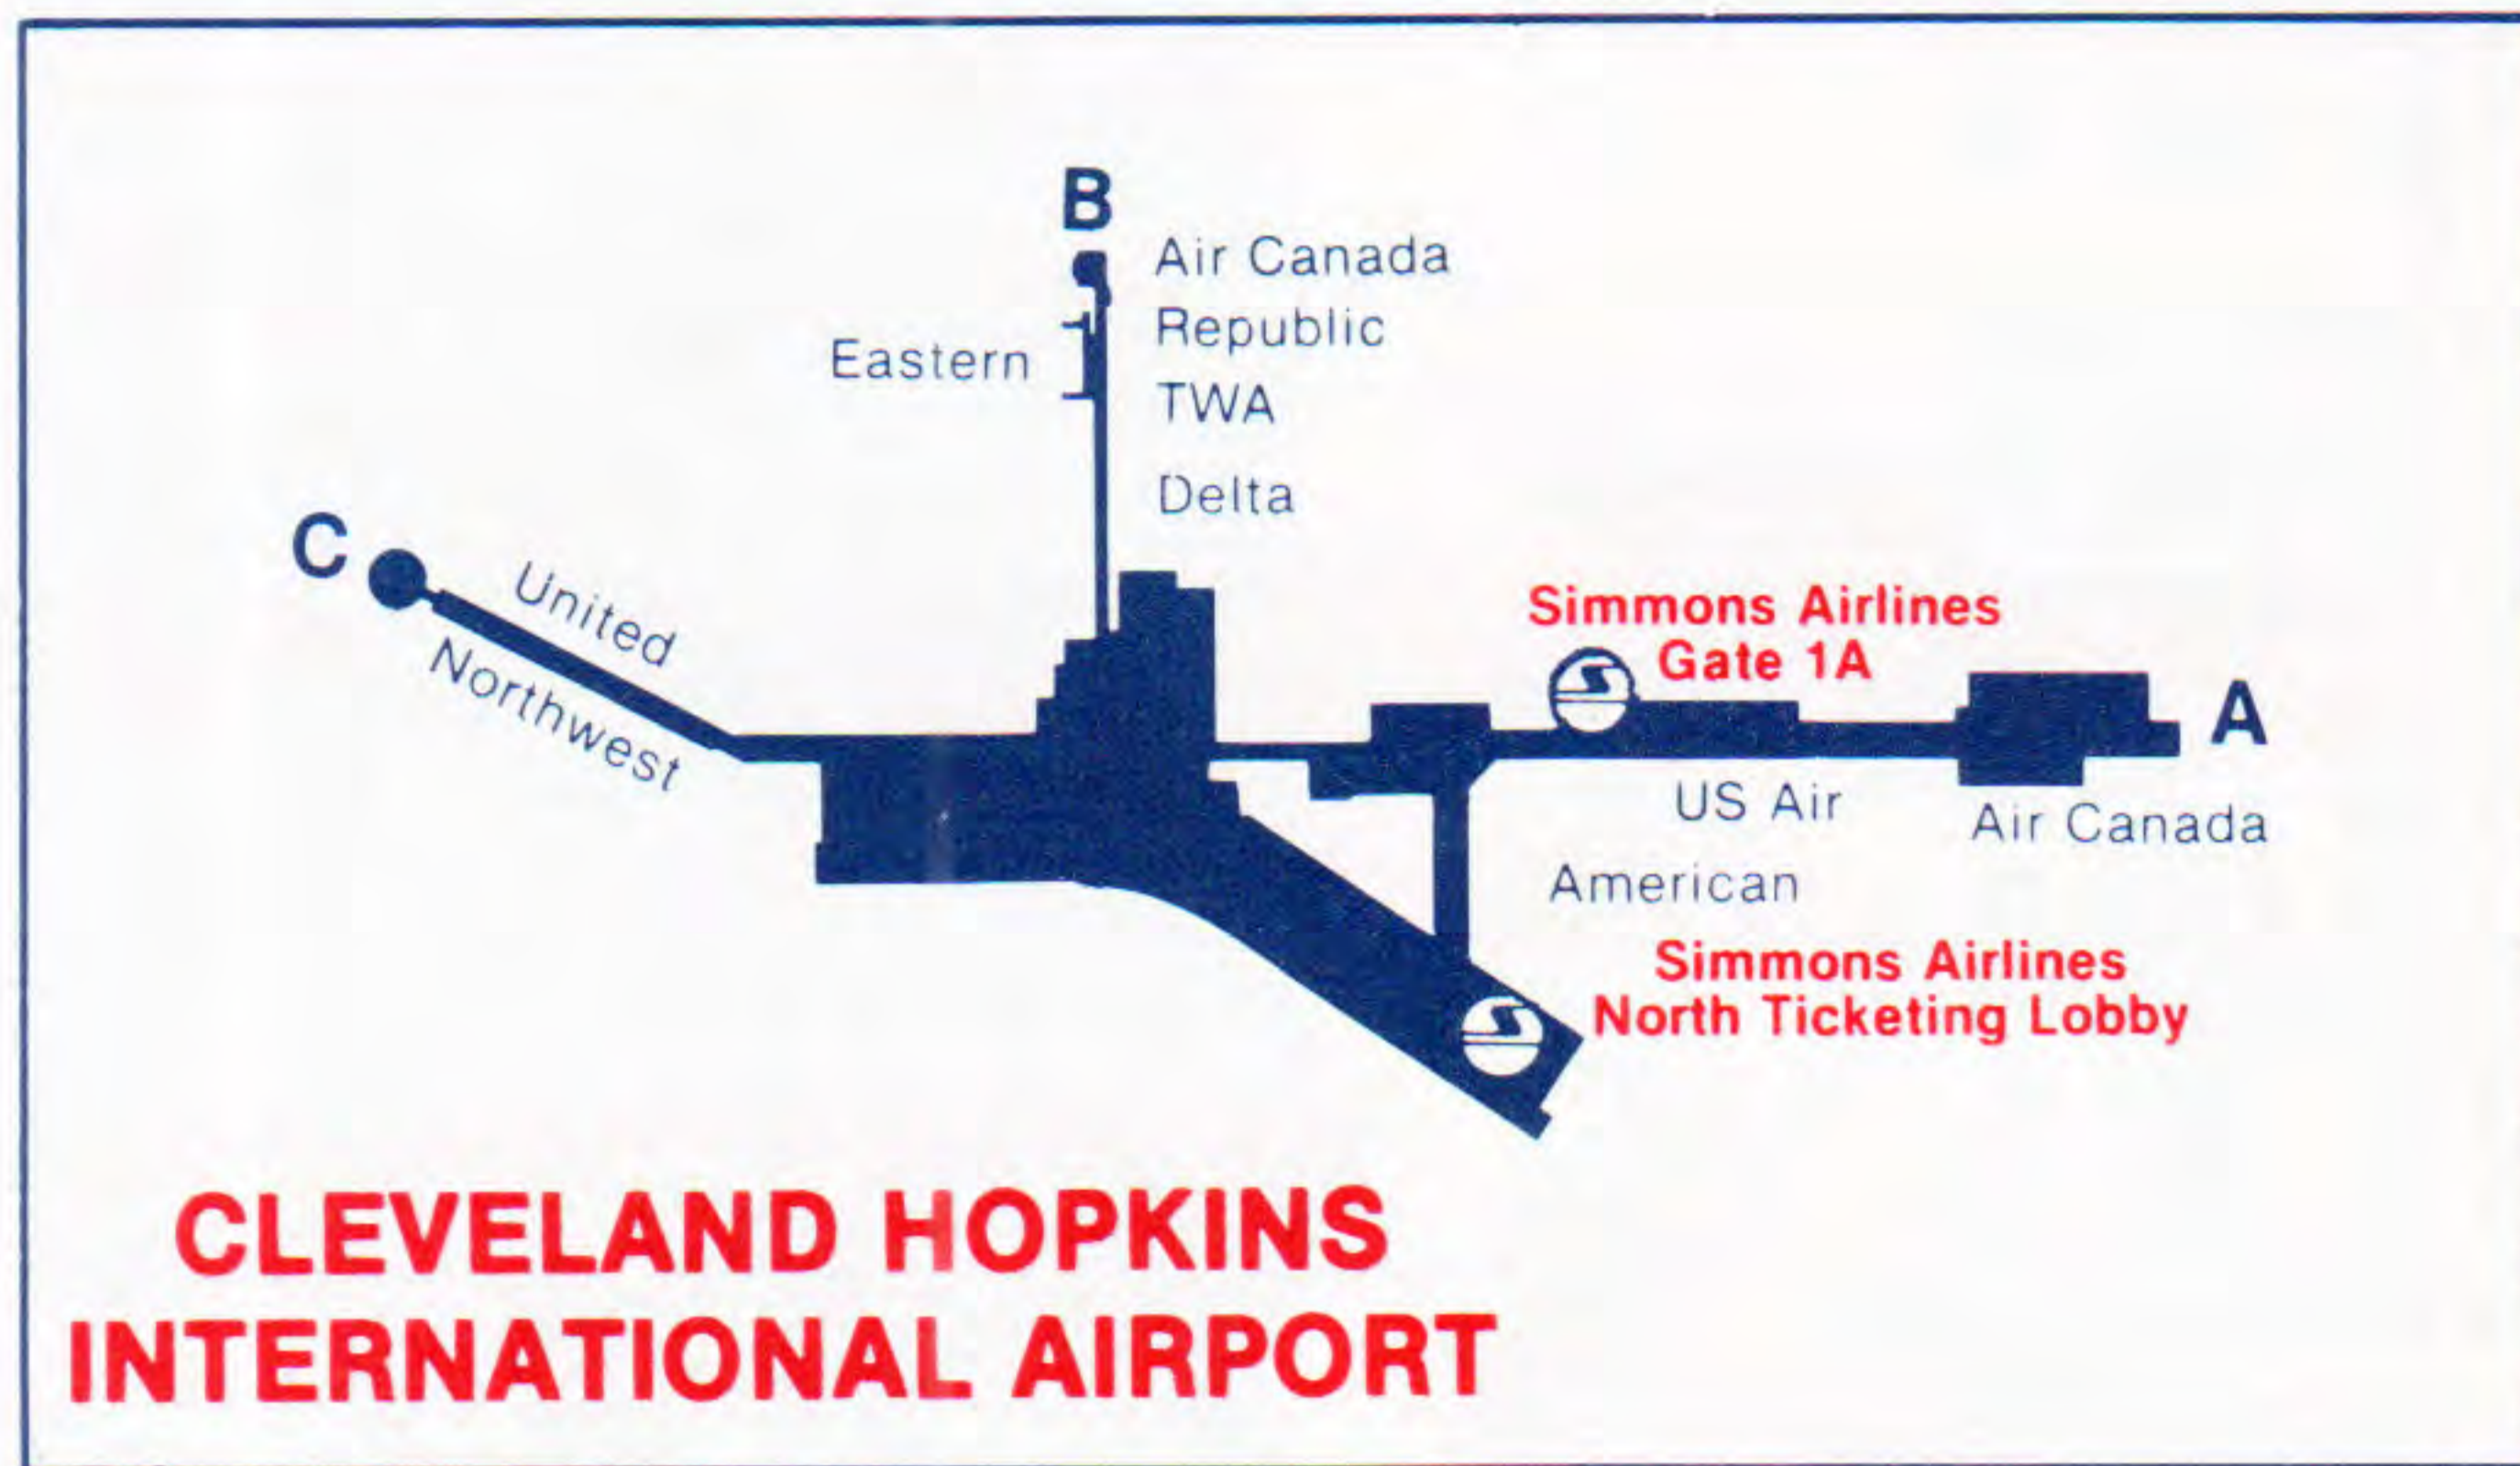 B
Air Canada
Republic
Eastern
TWA
Delta
C
United
Northwest
Simmons Airlines
Gate 1A
A
US Air
Air Canada
American
Simmons Airlines
North Ticketing Lobby
CLEVELAND HOPKINS
INTERNATIONAL AIRPORT